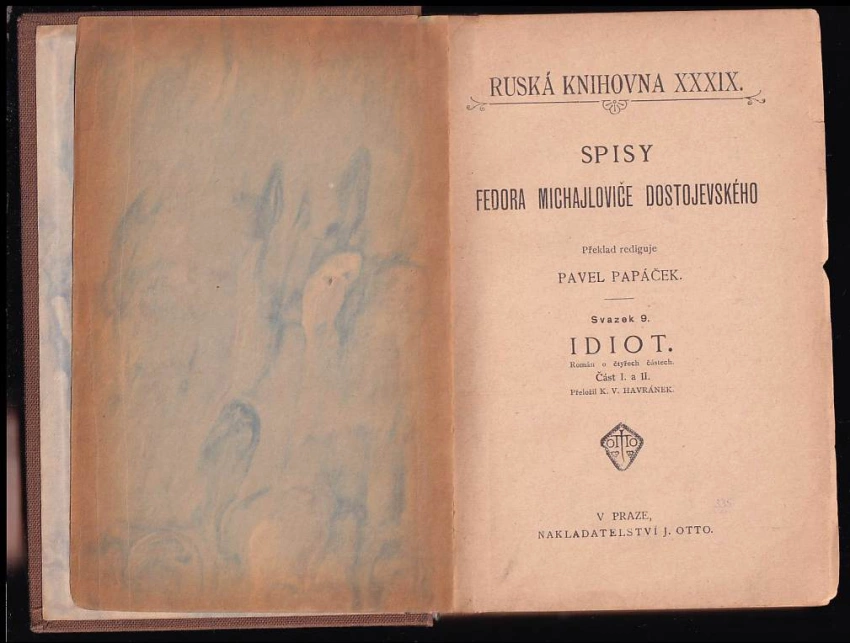 RUSKÁ KNIHOVNA XXXIX.
SPISY
FEDORA MICHAJLOVIČE DOSTOJEVSKÉHO
Překlad rediguje
PAVEL PAPÁČEK.
Svazek 9.
IDIOT.
Román o čtyřech částech.
Část I. a II.
Přeložil K. V. HAVRÁNEK.
OTTO
V PRAZE,
NAKLADATELSTVÍ J. OTTO.